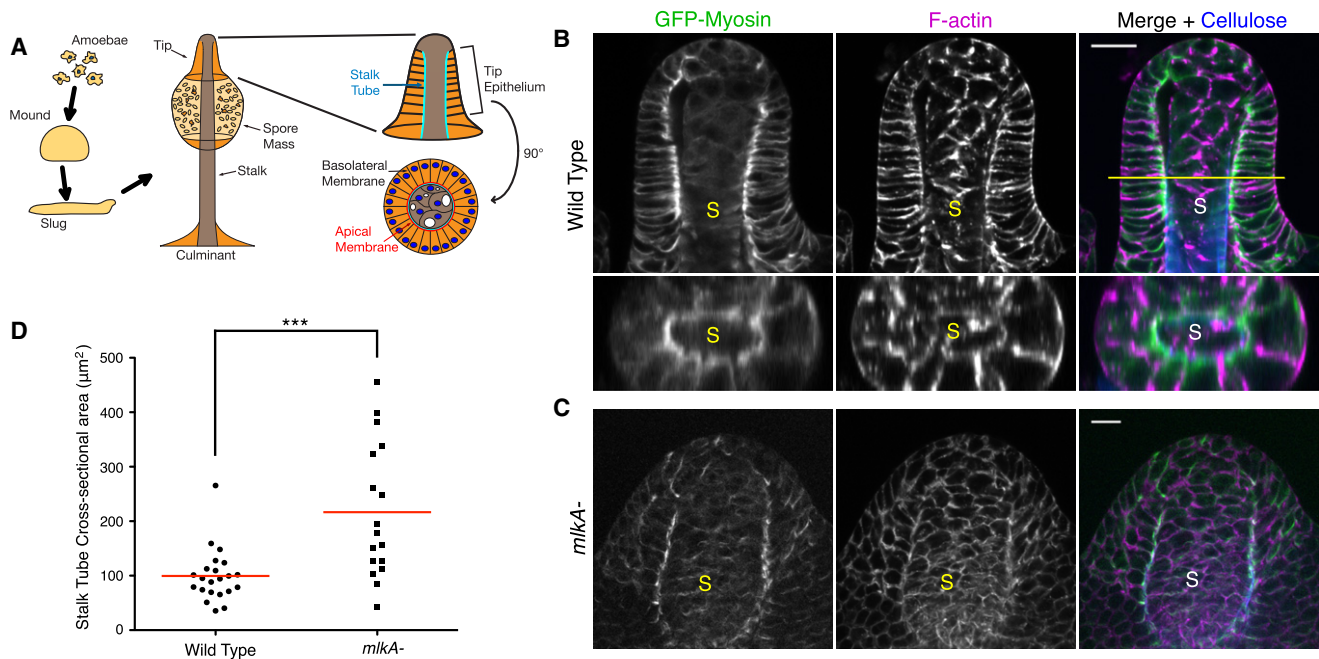 A
Amoebae
Tip
Mound
Slug
Spore
Mass
Stalk
Culminant
Stalk
Tube
Tip
Epithelium
90°
Basolateral
Membrane
Apical
Membrane
B
GFP-Myosin
F-actin
Merge + Cellulose
Wild Type
S
S
S
S
S
S
C
mlkA-
S
S
S
D
***
Stalk Tube Cross-sectional area (µm²)
500
400
300
200
100
0
Wild Type
mlkA-